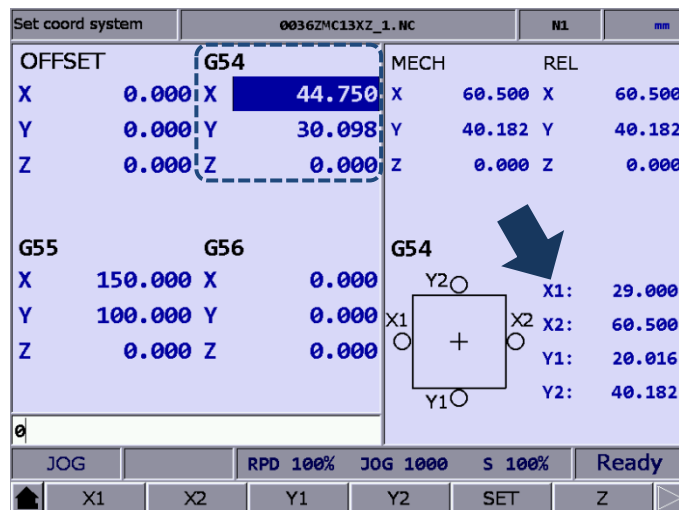 Set coord system 0036ZMC13XZ_1.NC N1 mm
OFFSET G54 MECH REL
X 0.000 X 44.750 X 60.500 X 60.500
Y 0.000 Y 30.098 Y 40.182 Y 40.182
Z 0.000 Z 0.000 Z 0.000 Z 0.000
G55 G56 G54
X 150.000 X 0.000 Y2 X1: 29.000
Y 100.000 Y 0.000 X1 X2 X2: 60.500
Z 0.000 Z 0.000 Y1: 20.016
Y1 Y2: 40.182
0
JOG RPD 100% JOG 1000 S 100% Ready
X1 X2 Y1 Y2 SET Z